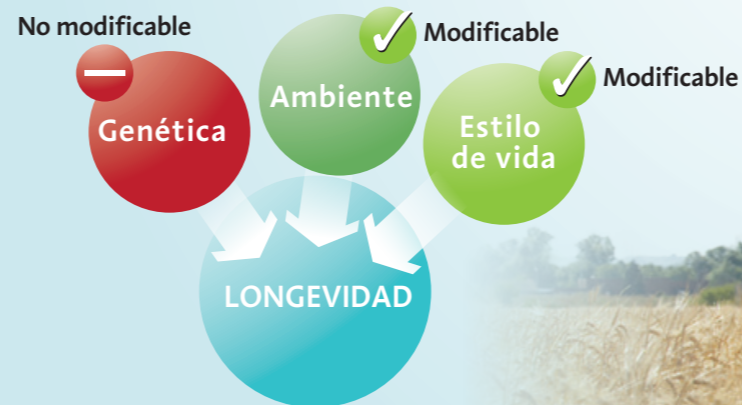 No modificable
Genética
Modificable
Ambiente
Modificable
Estilo
de vida
LONGEVIDAD